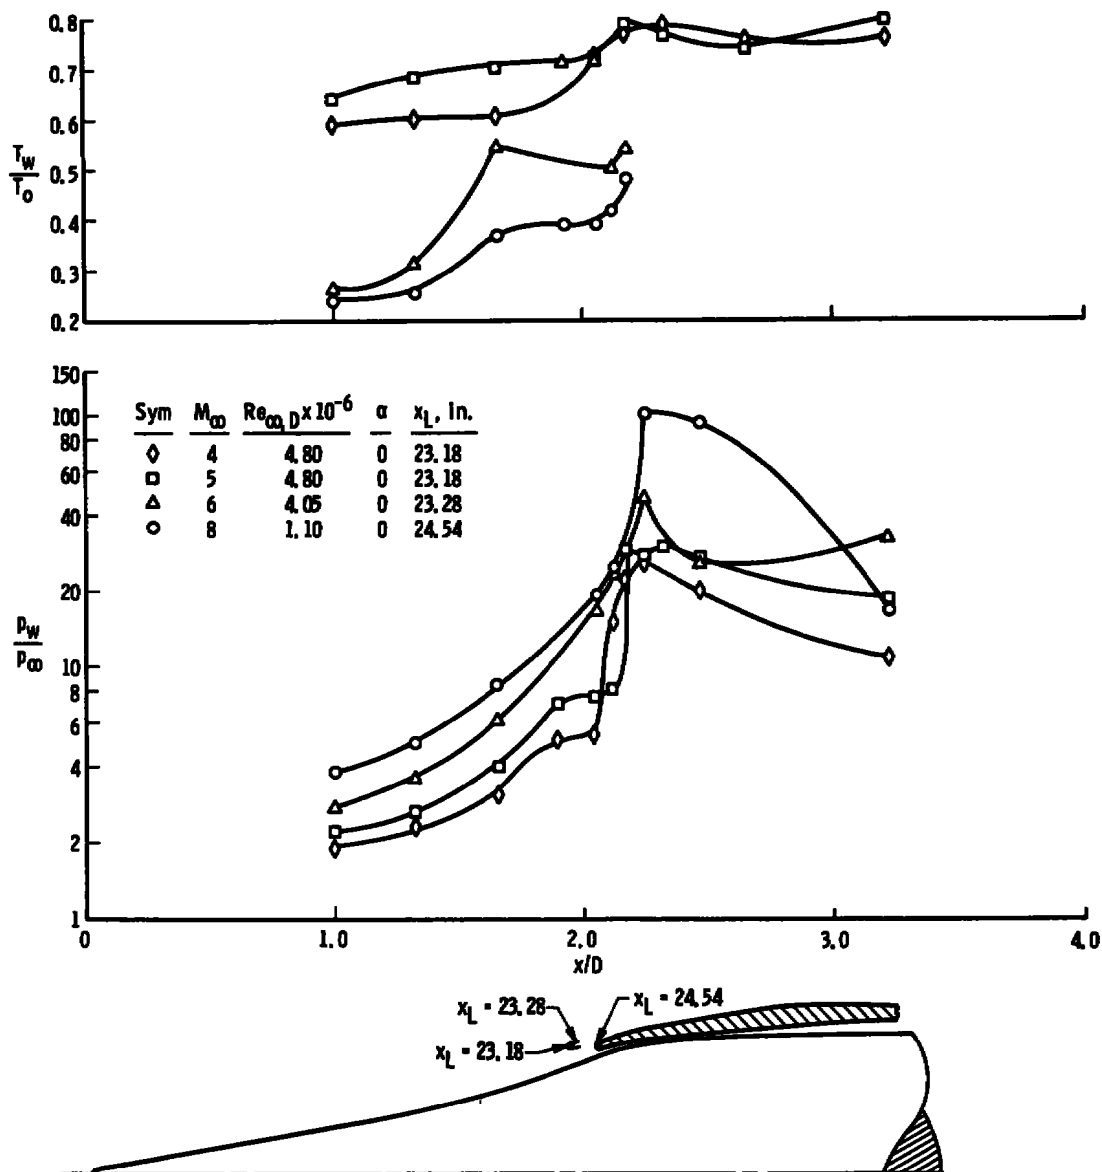 0.8
0.7
0.6
T_w/T_o
0.5
0.4
0.3
0.2
150
100
80
60
40
20
p_w/p_∞
10
8
6
4
2
1
Sym M_∞ Re_∞,D x 10^-6 α x_L, in.
◇ 4 4.80 0 23.18
□ 5 4.80 0 23.18
△ 6 4.05 0 23.28
○ 8 1.10 0 24.54
0 1.0 2.0 3.0 4.0
x/D
x_L = 23.28
x_L = 24.54
x_L = 23.18